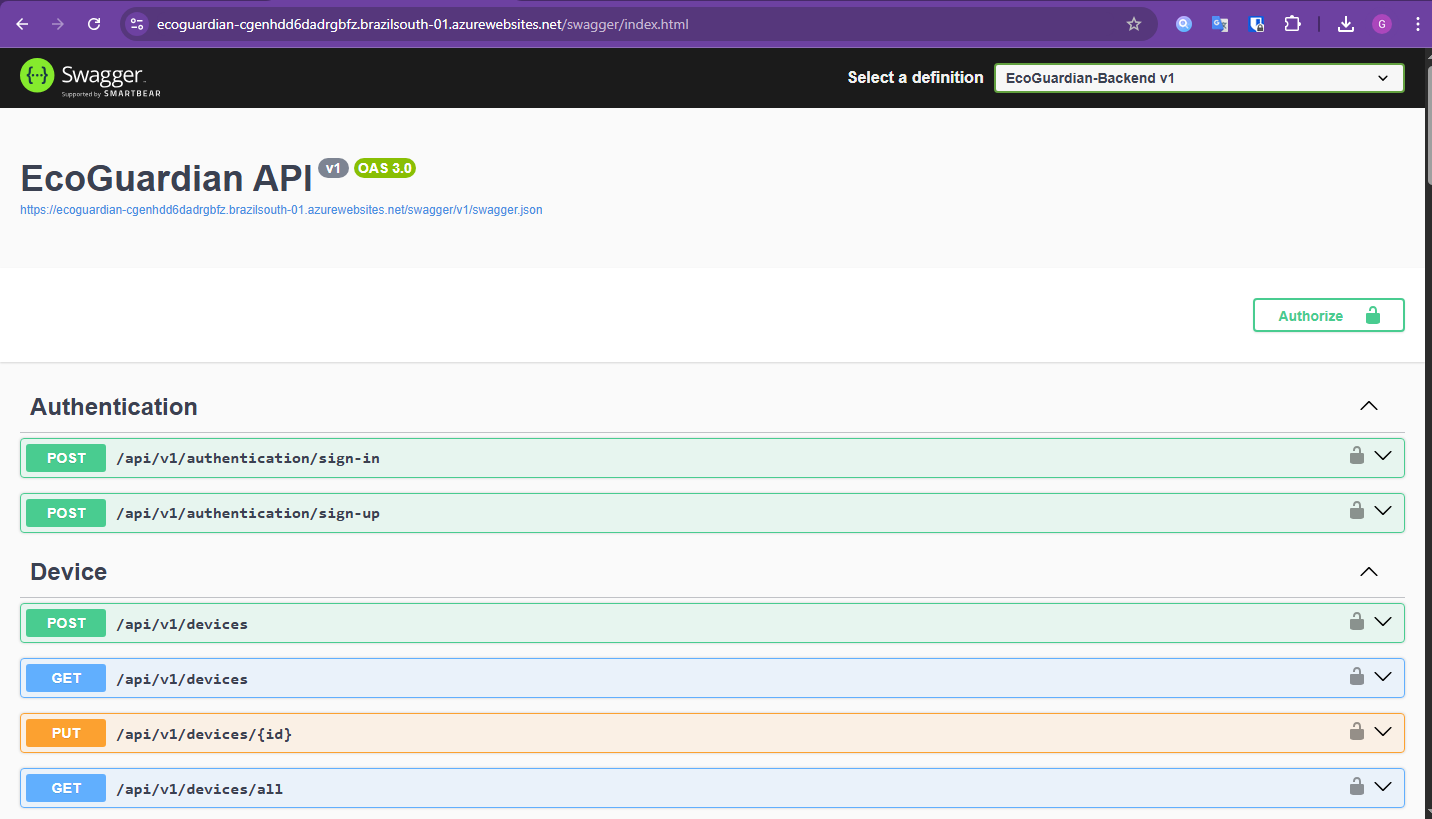 ecoguardian-cgenhdd6dadrgbfz.brazilsouth-01.azurewebsites.net/swagger/index.html
G
Swagger
Supported by SMARTBEAR
Select a definition
EcoGuardian-Backend v1
EcoGuardian API v1 OAS 3.0
https://ecoguardian-cgenhdd6dadrgbfz.brazilsouth-01.azurewebsites.net/swagger/v1/swagger.json
Authorize
Authentication
POST /api/v1/authentication/sign-in
POST /api/v1/authentication/sign-up
Device
POST /api/v1/devices
GET /api/v1/devices
PUT /api/v1/devices/{id}
GET /api/v1/devices/all